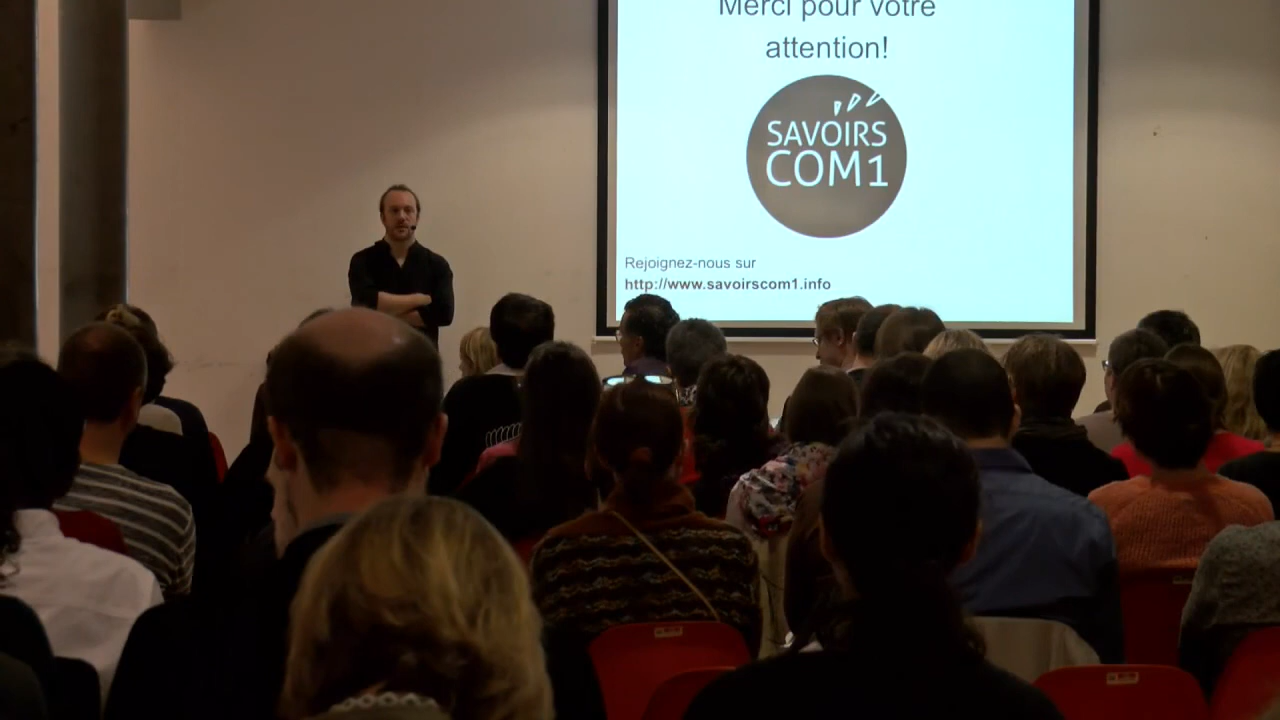 Merci pour votre
attention!
SAVOIRS
COM1
Rejoignez-nous sur
http://www.savoirscom1.info